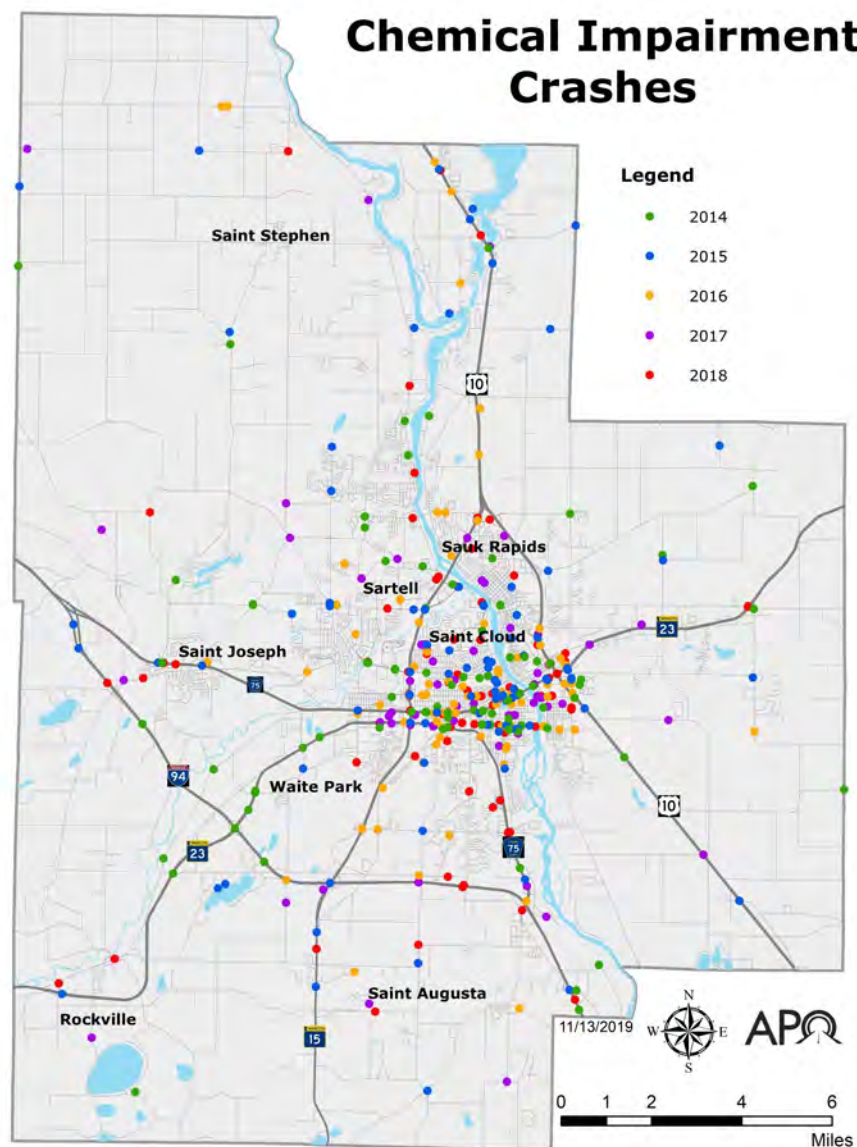 Chemical Impairment
Crashes
Legend
2014
2015
2016
2017
2018
Saint Stephen
10
Sauk Rapids
Sartell
Saint Cloud
23
Saint Joseph
75
94
Waite Park
10
23
75
Saint Augusta
Rockville
15
11/13/2019
N
W E
S
APO
0 1 2 4 6
Miles